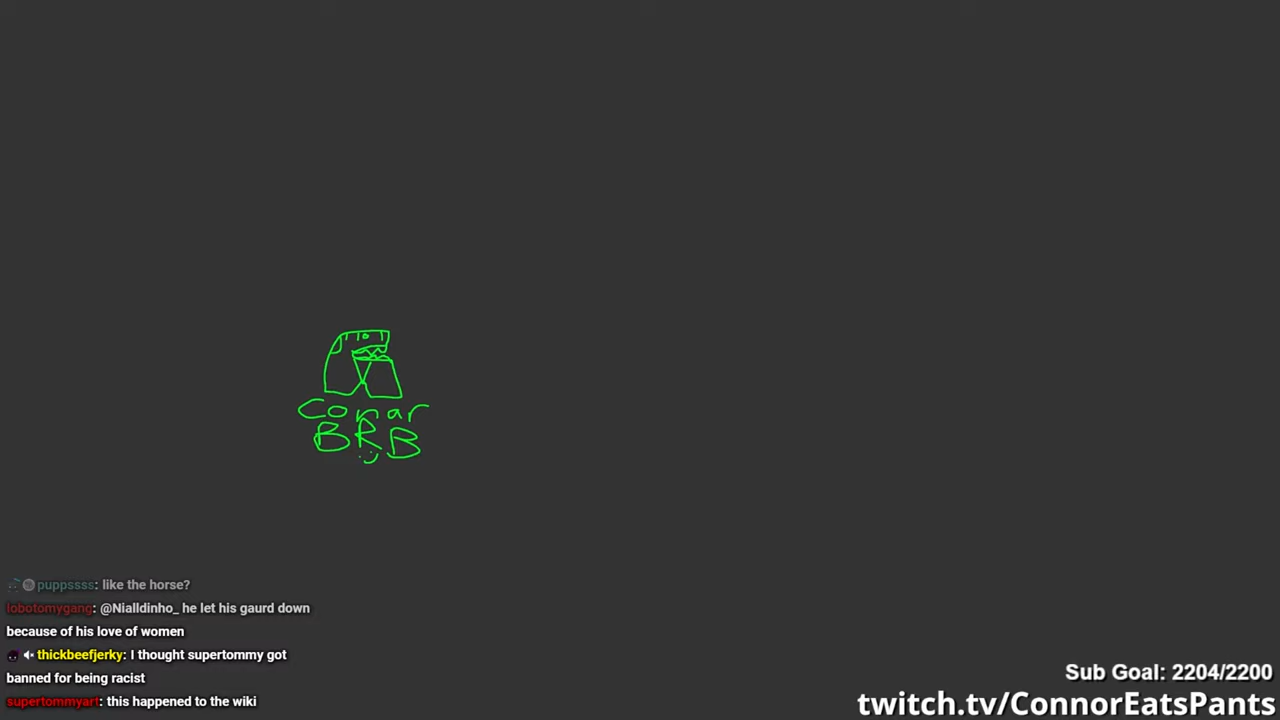 Conar
BRB
:)
puppssss: like the horse?
lobotomygang: @Nialldinho_ he let his gaurd down
because of his love of women
thickbeefjerky: I thought supertommy got
banned for being racist
supertommyart: this happened to the wiki
Sub Goal: 2204/2200
twitch.tv/ConnorEatsPants